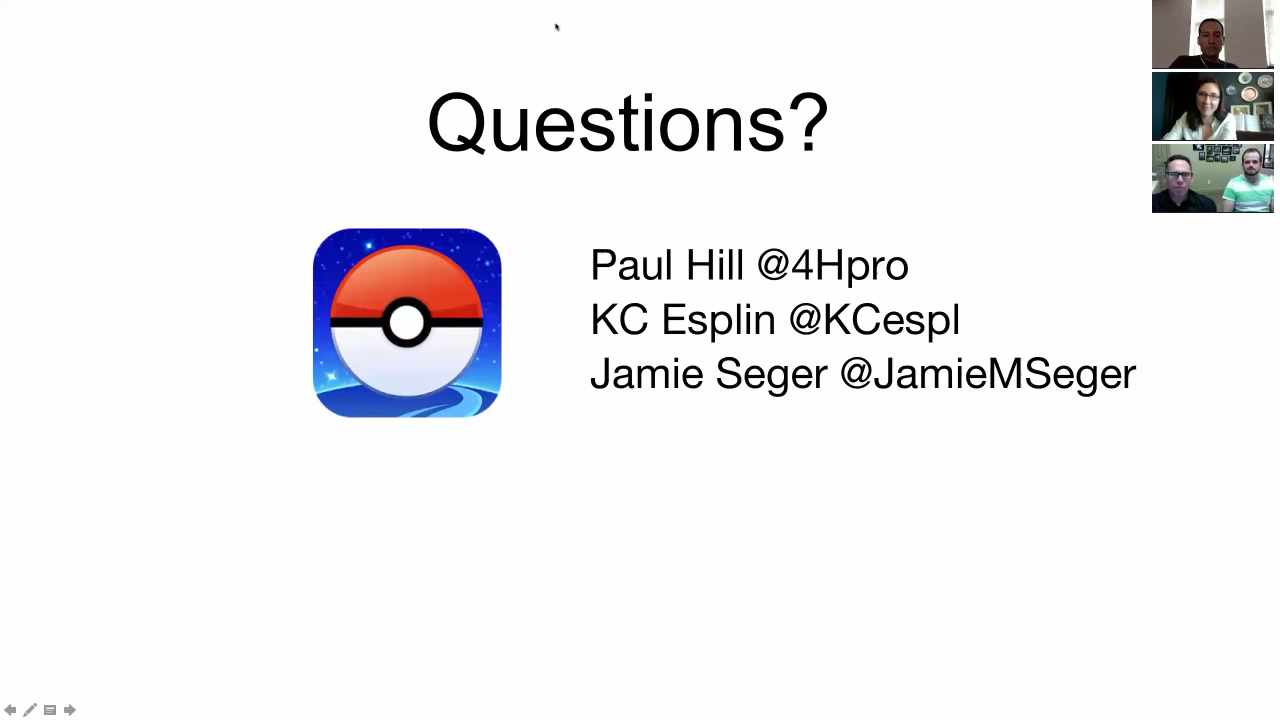 Questions?
Paul Hill @4Hpro
KC Esplin @KCespl
Jamie Seger @JamieMSeger